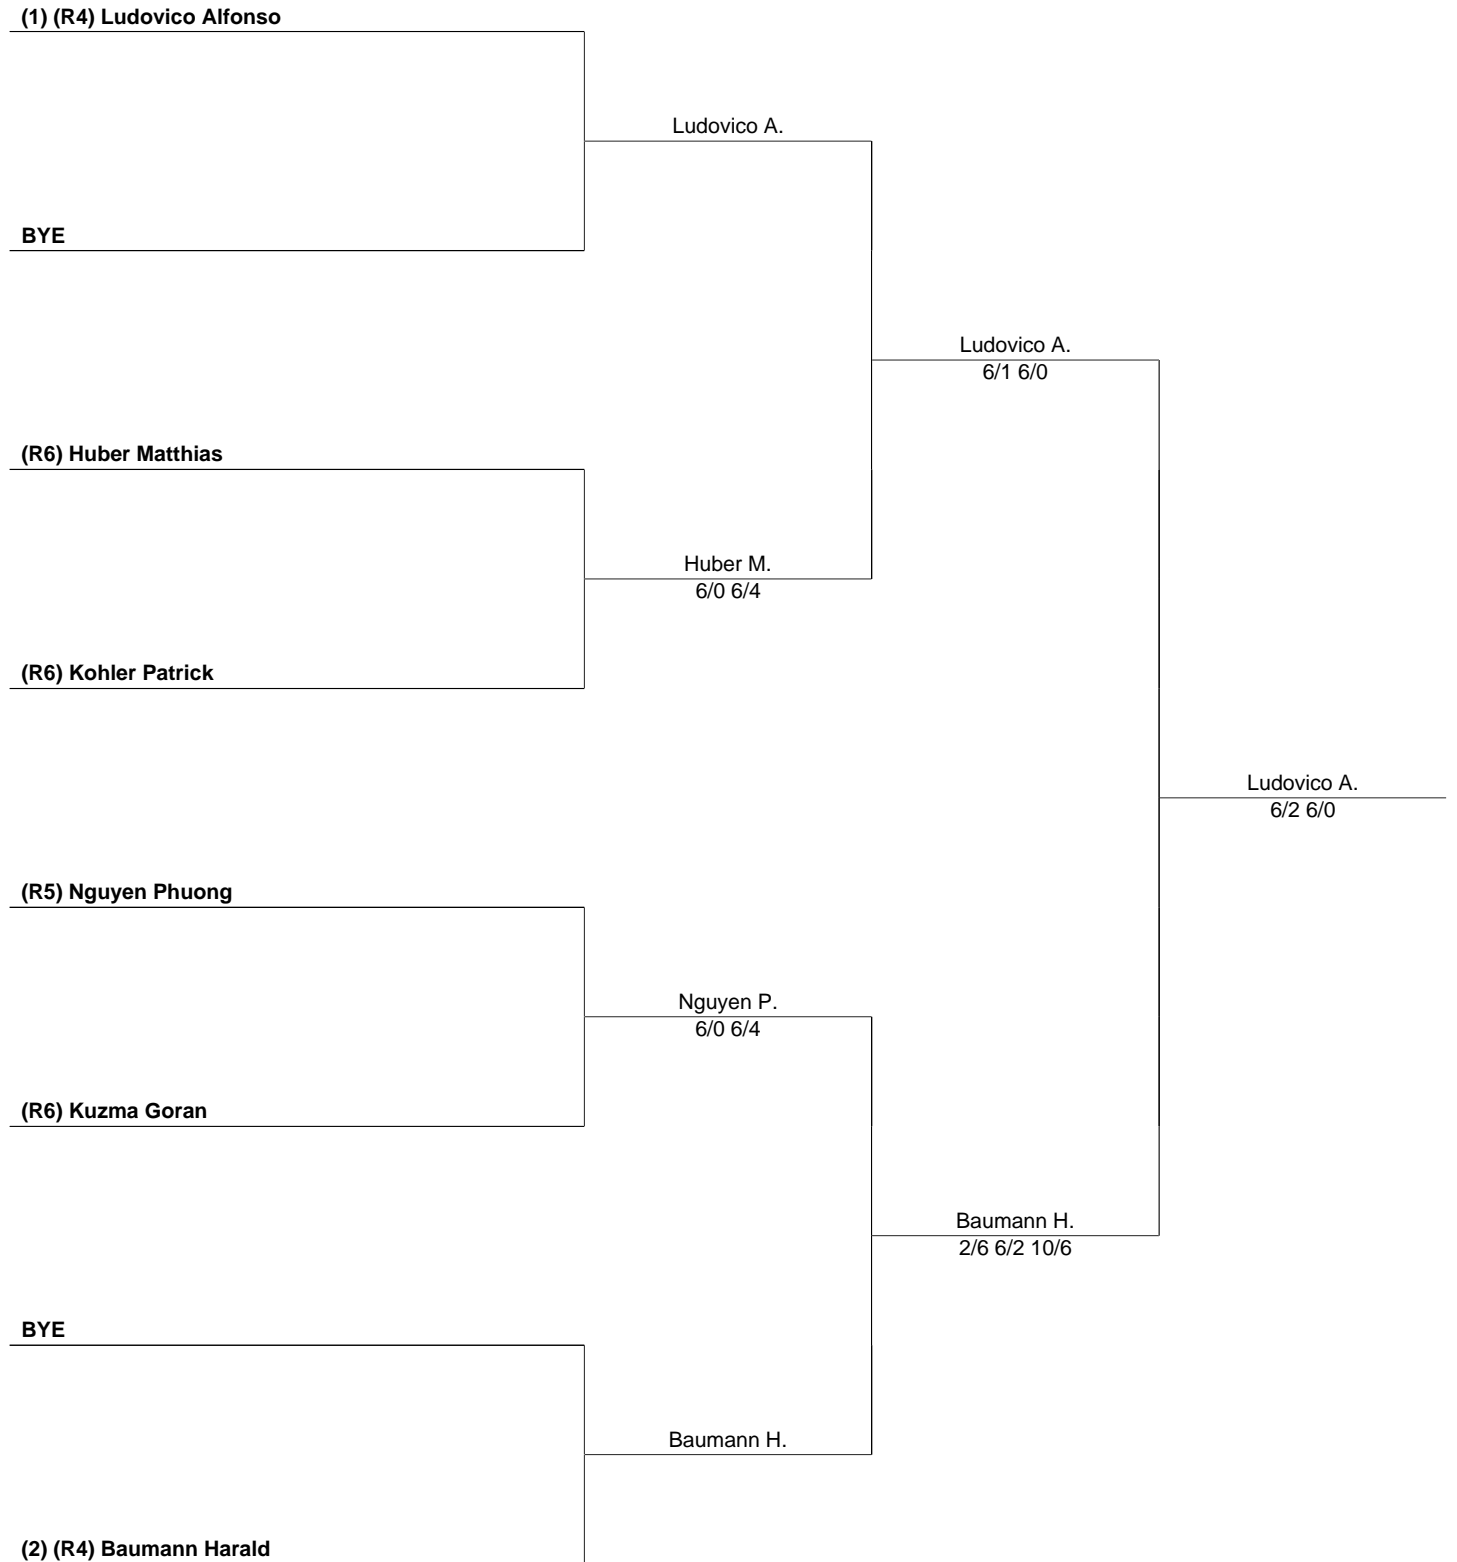 (1) (R4) Ludovico Alfonso
Ludovico A.
BYE
Ludovico A.
6/1 6/0
(R6) Huber Matthias
Huber M.
6/0 6/4
(R6) Kohler Patrick
Ludovico A.
6/2 6/0
(R5) Nguyen Phuong
Nguyen P.
6/0 6/4
(R6) Kuzma Goran
Baumann H.
2/6 6/2 10/6
BYE
Baumann H.
(2) (R4) Baumann Harald